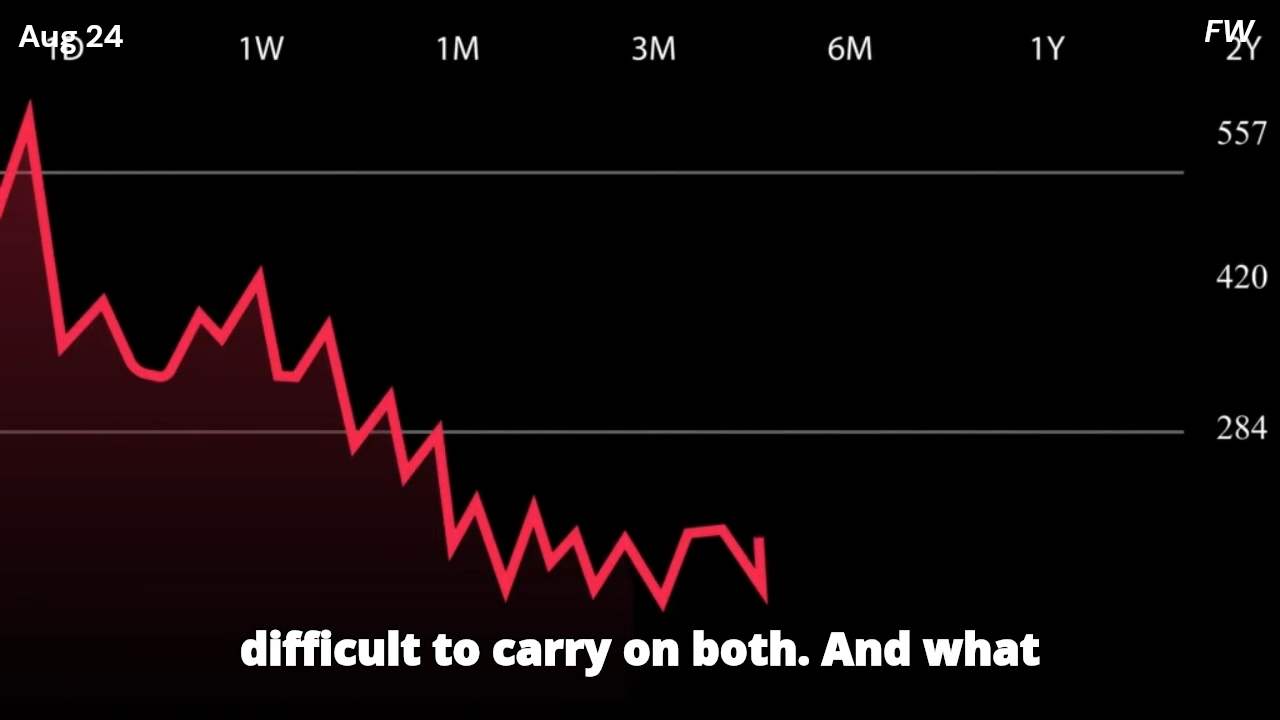 Aug 24
FW
1D 1W 1M 3M 6M 1Y 2Y
557
420
284
difficult to carry on both. And what